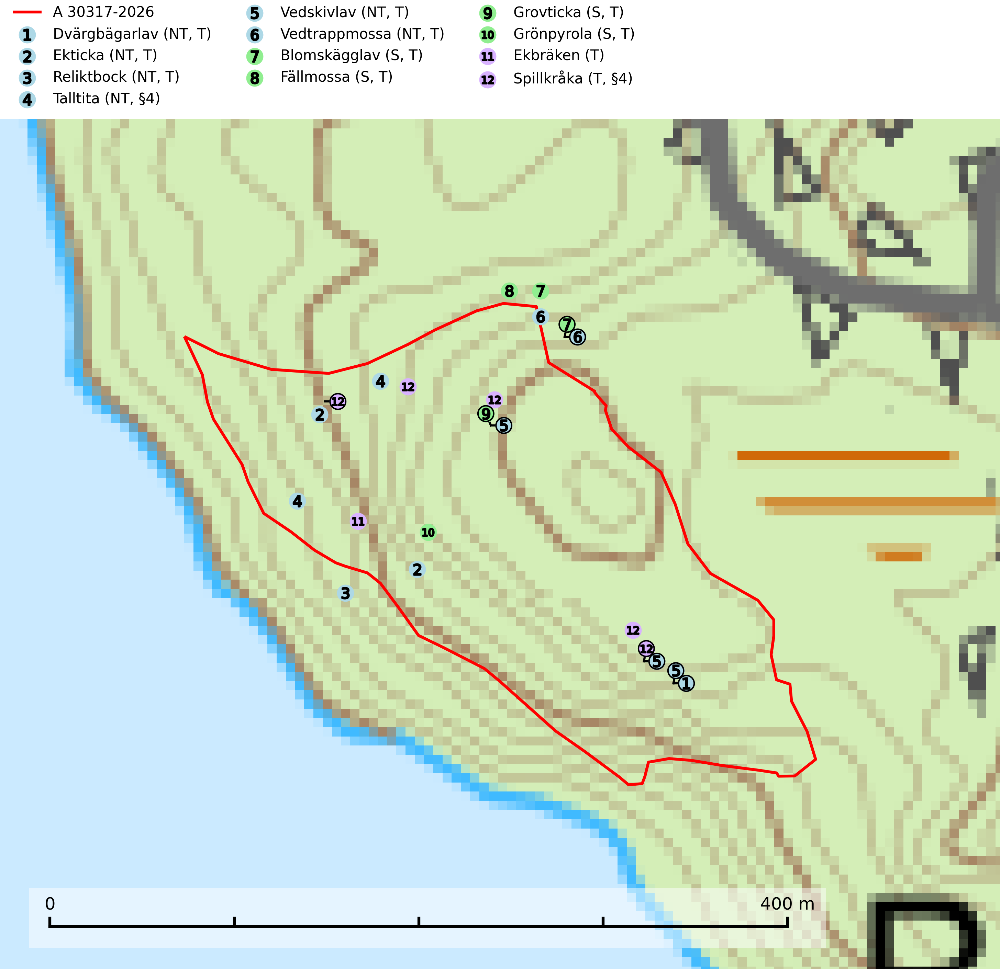 A 30317-2026
1 Dvärgbägarlav (NT, T)
2 Ekticka (NT, T)
3 Reliktbock (NT, T)
4 Talltita (NT, §4)
5 Vedskivlav (NT, T)
6 Vedtrappmossa (NT, T)
7 Blomskägglav (S, T)
8 Fällmossa (S, T)
9 Grovticka (S, T)
10 Grönpyrola (S, T)
11 Ekbräken (T)
12 Spillkråka (T, §4)
8 7
6
7
6
4 12
12
12
2
9
5
4
11
10
2
3
12
12
5
5
1
0 400 m